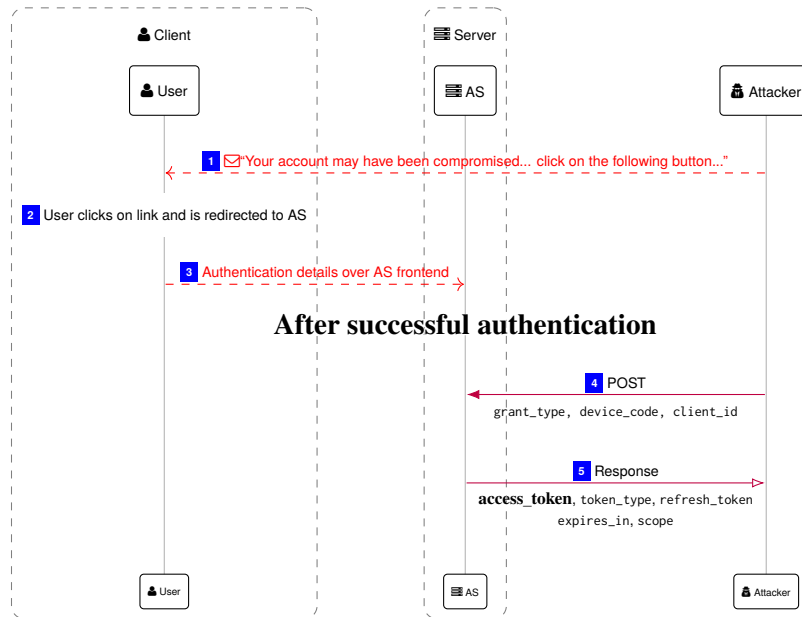 Client
Server
User
AS
Attacker
1 “Your account may have been compromised... click on the following button...”
2 User clicks on link and is redirected to AS
3 Authentication details over AS frontend
After successful authentication
4 POST
grant_type, device_code, client_id
5 Response
access_token, token_type, refresh_token
expires_in, scope
User
AS
Attacker